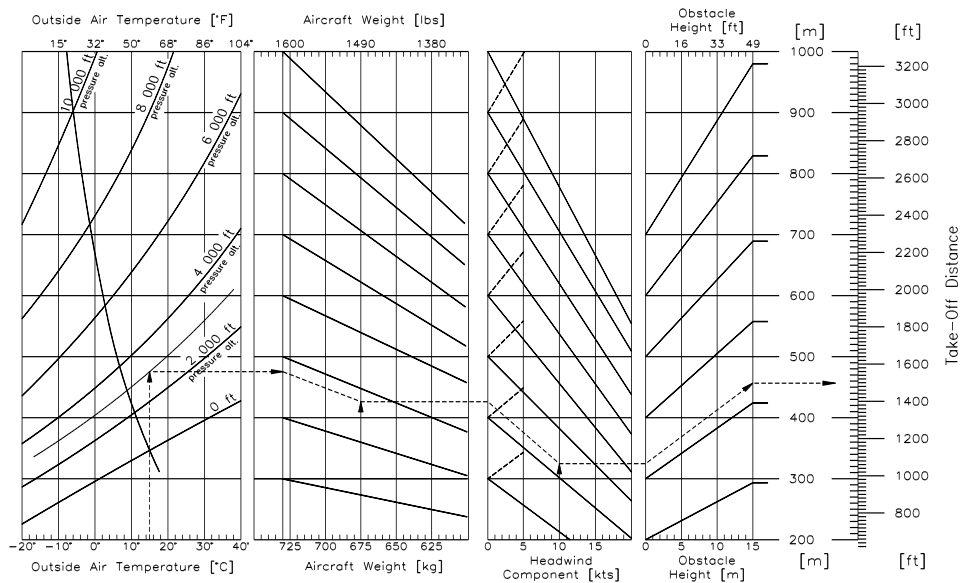 Outside Air Temperature [°F]
15° 32° 50° 68° 86° 104°
Aircraft Weight [lbs]
1600 1490 1380
Obstacle
Height [ft]
0 16 33 49
[m]
[ft]
10 000 ft
pressure alt.
8 000 ft
pressure alt.
6 000 ft
pressure alt.
4 000 ft
pressure alt.
2 000 ft
pressure alt.
0 ft
1000
900
800
700
600
500
400
300
200
3200
3000
2800
2600
2400
2200
2000
1800
1600
1400
1200
1000
800
Take-Off Distance
-20° 0° 10° 20° 30° 40°
Outside Air Temperature [°C]
725 700 675 650 625
Aircraft Weight [kg]
0 5 10 15
Headwind
Component [kts]
0 5 10 15
Obstacle
Height [m]
[m]
[ft]